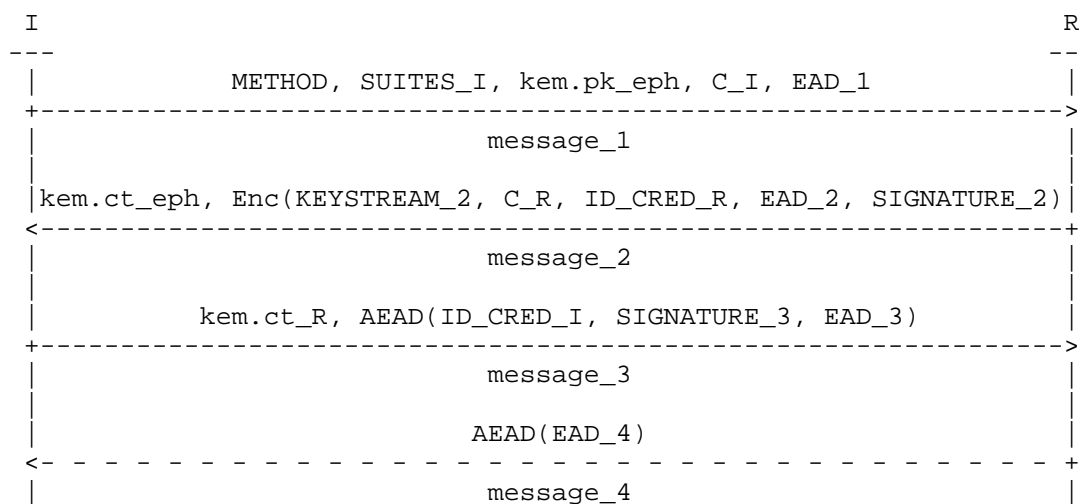 I R
METHOD, SUITES_I, kem.pk_eph, C_I, EAD_1
message_1
kem.ct_eph, Enc(KEYSTREAM_2, C_R, ID_CRED_R, EAD_2, SIGNATURE_2)
message_2
kem.ct_R, AEAD(ID_CRED_I, SIGNATURE_3, EAD_3)
message_3
AEAD(EAD_4)
message_4